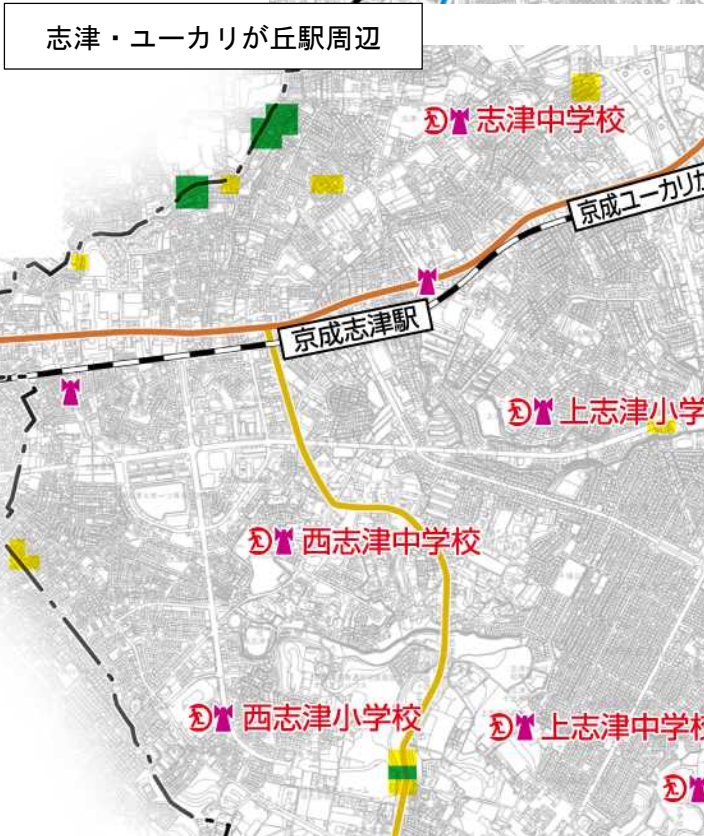 志津・ユーカリが丘駅周辺
志津中学校
京成ユーカリが
京成志津駅
上志津小学
西志津中学校
西志津小学校
上志津中学校